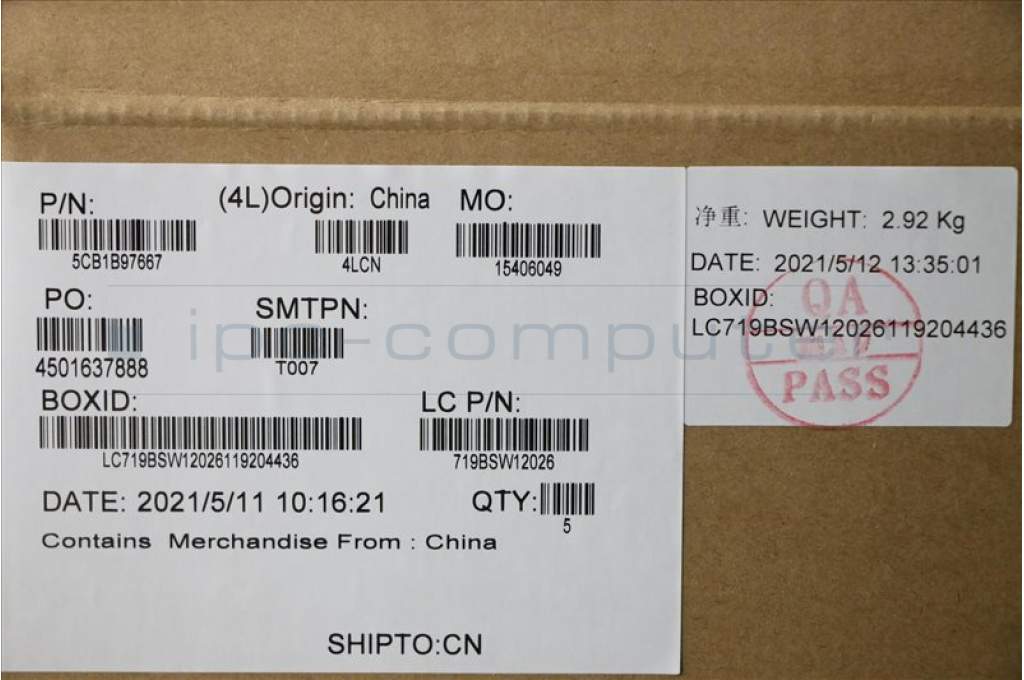 P/N: (4L)Origin: China MO:
5CB1B97667 4LCN 15406049
PO: SMTPN:
4501637888 T007
BOXID: LC P/N:
LC719BSW12026119204436 719BSW12026
DATE: 2021/5/11 10:16:21 QTY:
5
Contains Merchandise From : China
SHIPTO:CN
净重: WEIGHT: 2.92 Kg
DATE: 2021/5/12 13:35:01
BOXID:
LC719BSW12026119204436
QA
PASS
ipc-computer